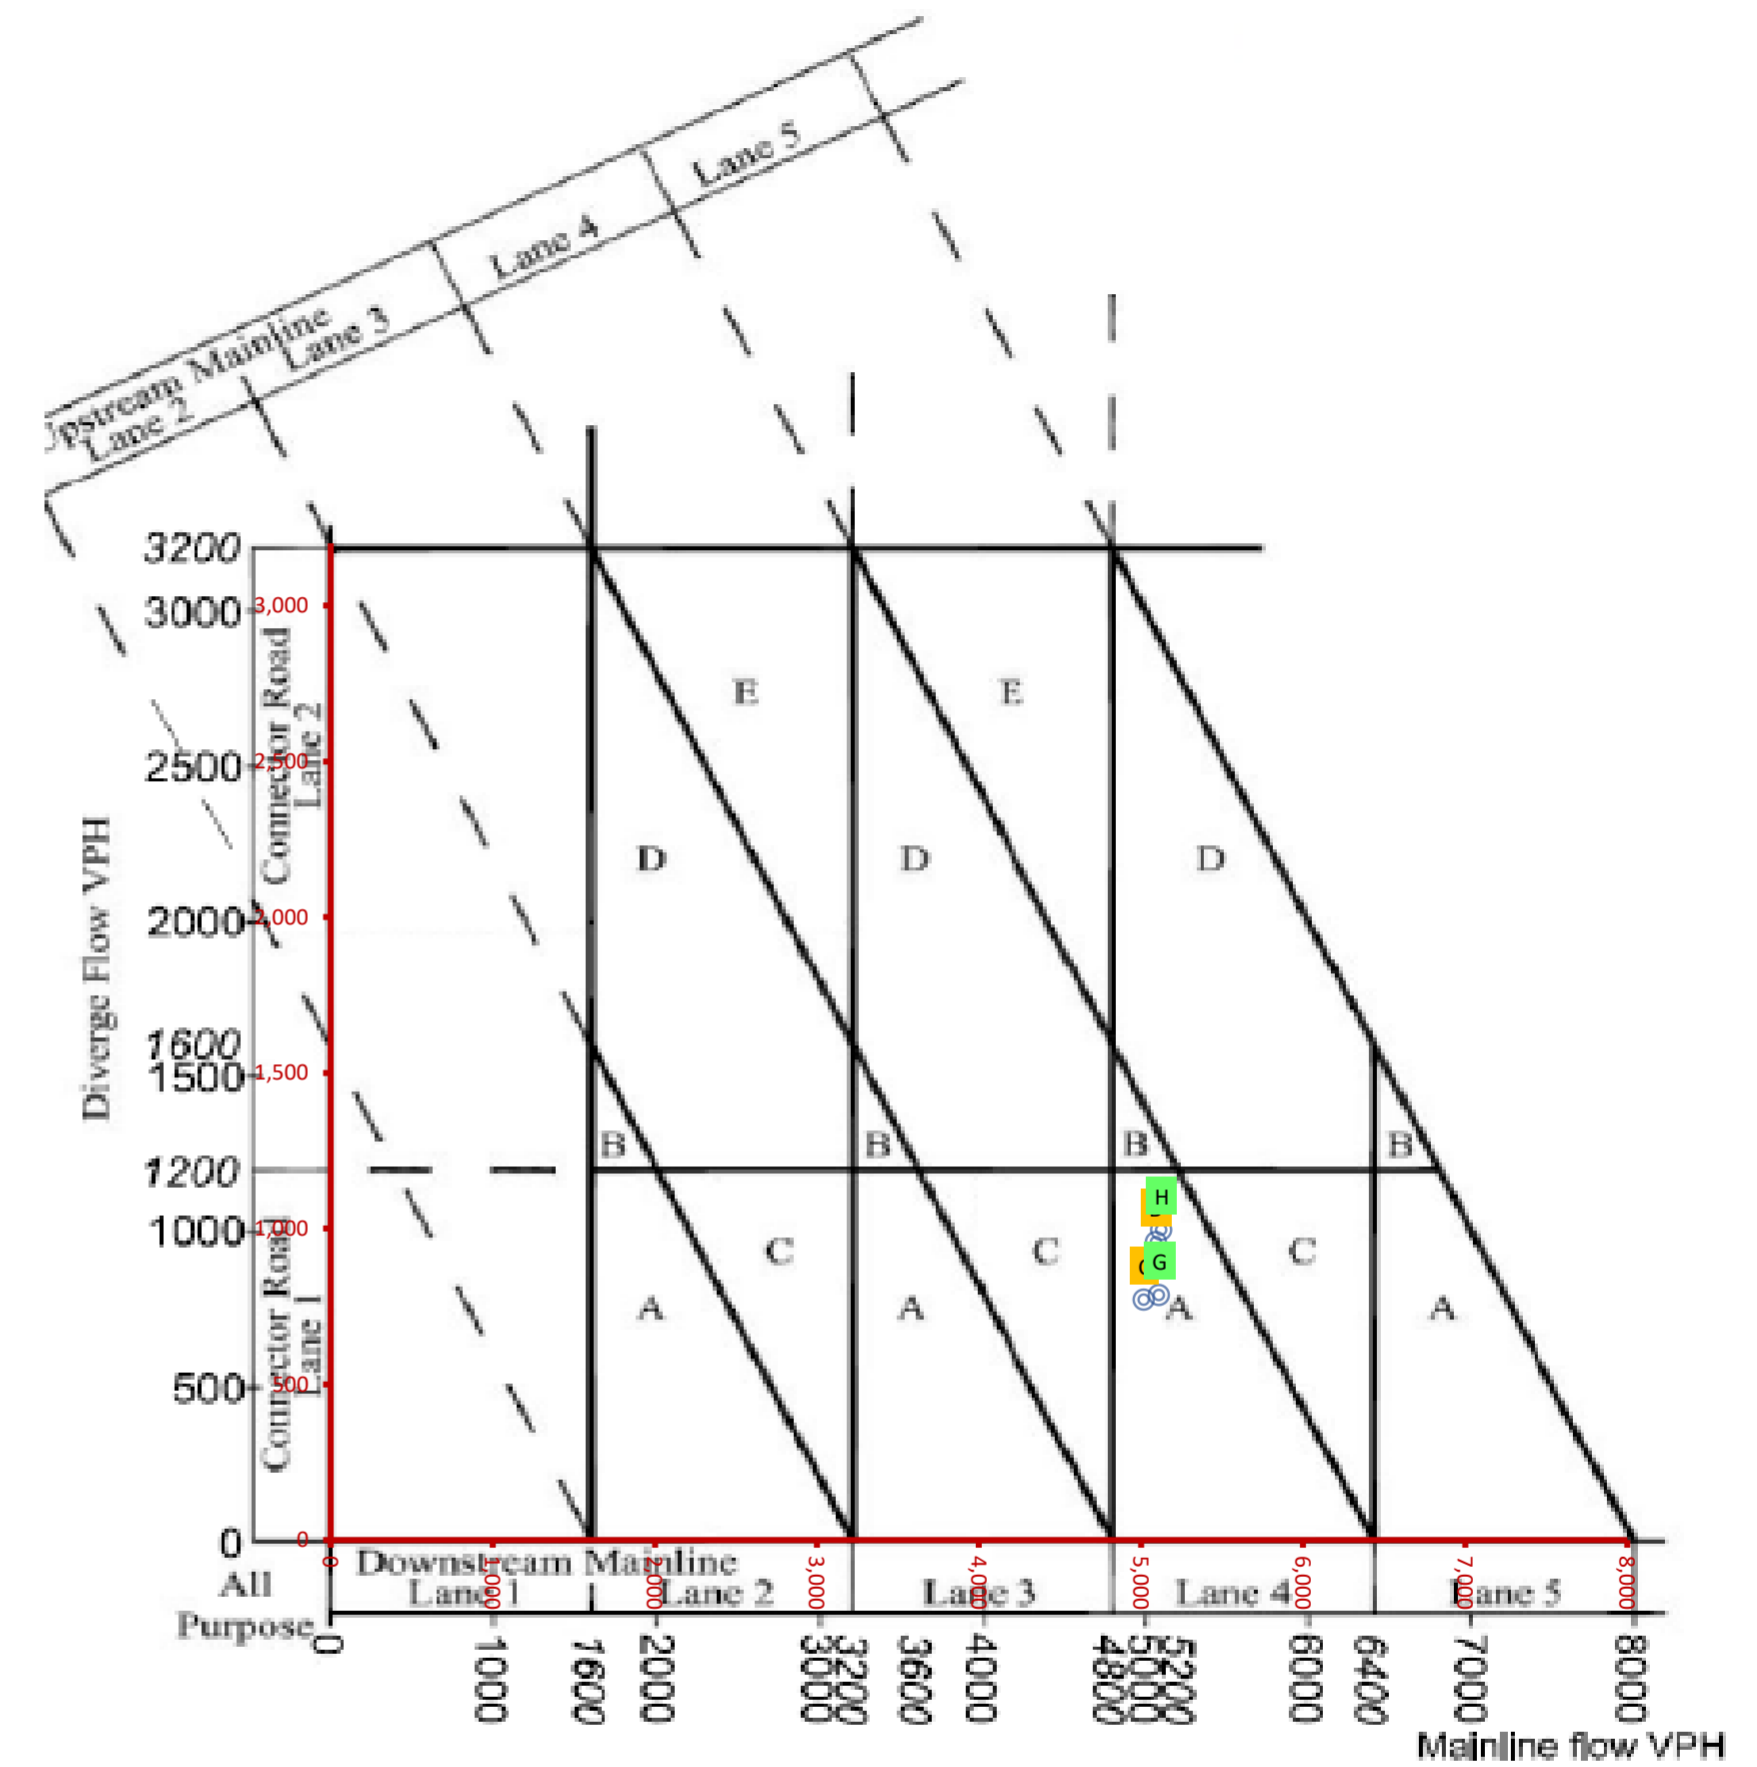 Lane 5
Lane 4
Upstream Mainline
Lane 3
Lane 2
3200
3000
3,000
2500
2,500
2000
2,000
1600
1500
1,500
1200
1000
1,000
500
500
0
0
Diverge Flow VPH
Connector Road
Lane 2
Connector Road
Lane 1
E
E
D
D
D
B
B
B
B
H
C
C
C
G
A
A
A
A
0
1,000
2,000
3,000
4,000
5,000
6,000
7,000
8,000
Downstream Mainline
All
Purpose
Lane 1
Lane 2
Lane 3
Lane 4
Lane 5
0
1000
1600
2000
3000
3200
3600
4000
4800
5000
5200
6000
6400
7000
8000
Mainline flow VPH